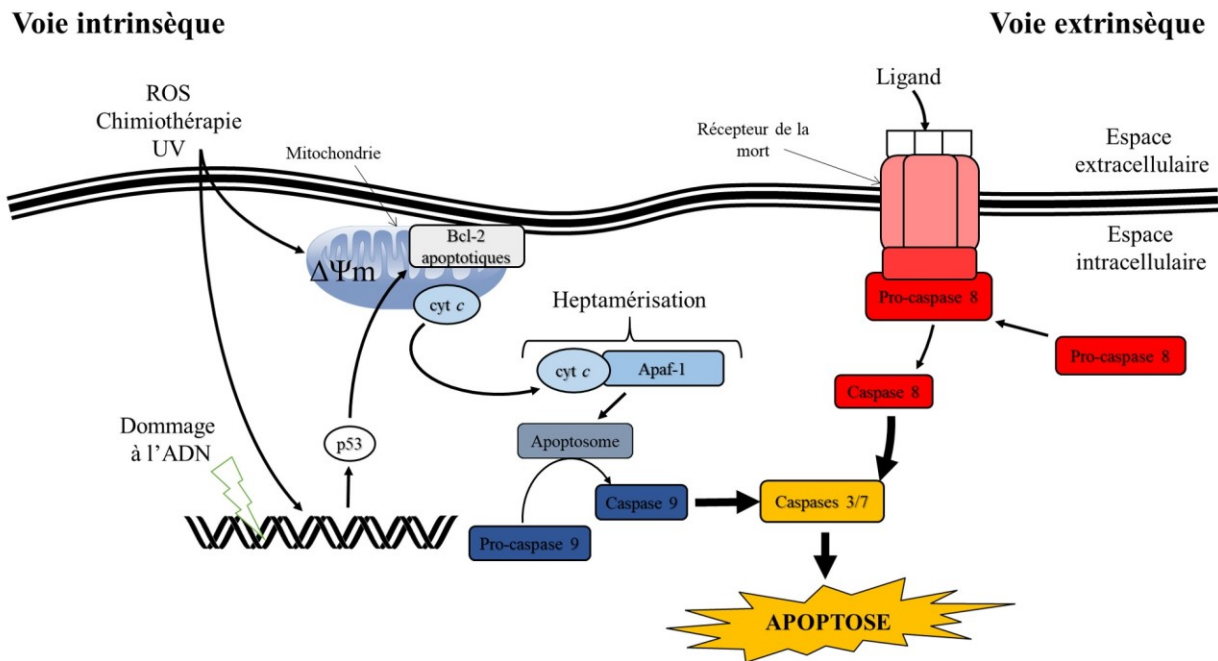 Voie intrinsèque
Voie extrinsèque
ROS
Chimiothérapie
UV
Mitochondrie
Ligand
Récepteur de la
mort
Espace
extracellulaire
Espace
intracellulaire
ΔΨm
Bcl-2
apoptotiques
cyt c
Heptamérisation
cyt c
Apaf-1
Pro-caspase 8
Pro-caspase 8
Caspase 8
Dommage
à l’ADN
p53
Apoptosome
Caspase 9
Caspases 3/7
Pro-caspase 9
APOPTOSE